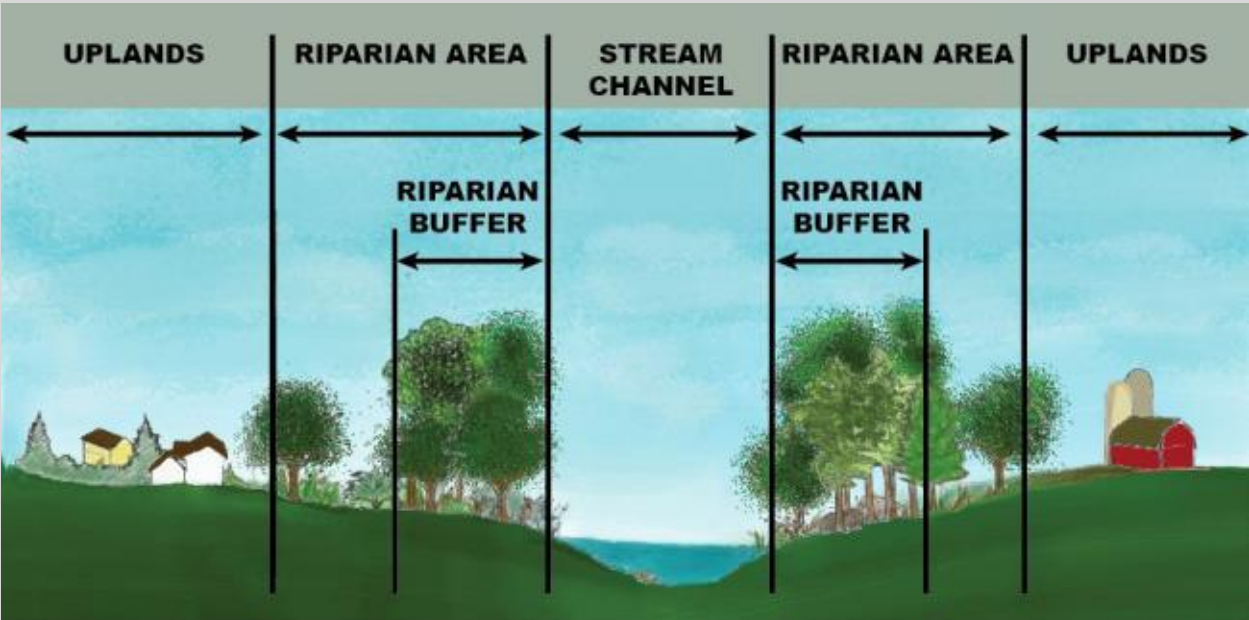 UPLANDS
RIPARIAN AREA
STREAM
CHANNEL
RIPARIAN AREA
UPLANDS
RIPARIAN
BUFFER
RIPARIAN
BUFFER